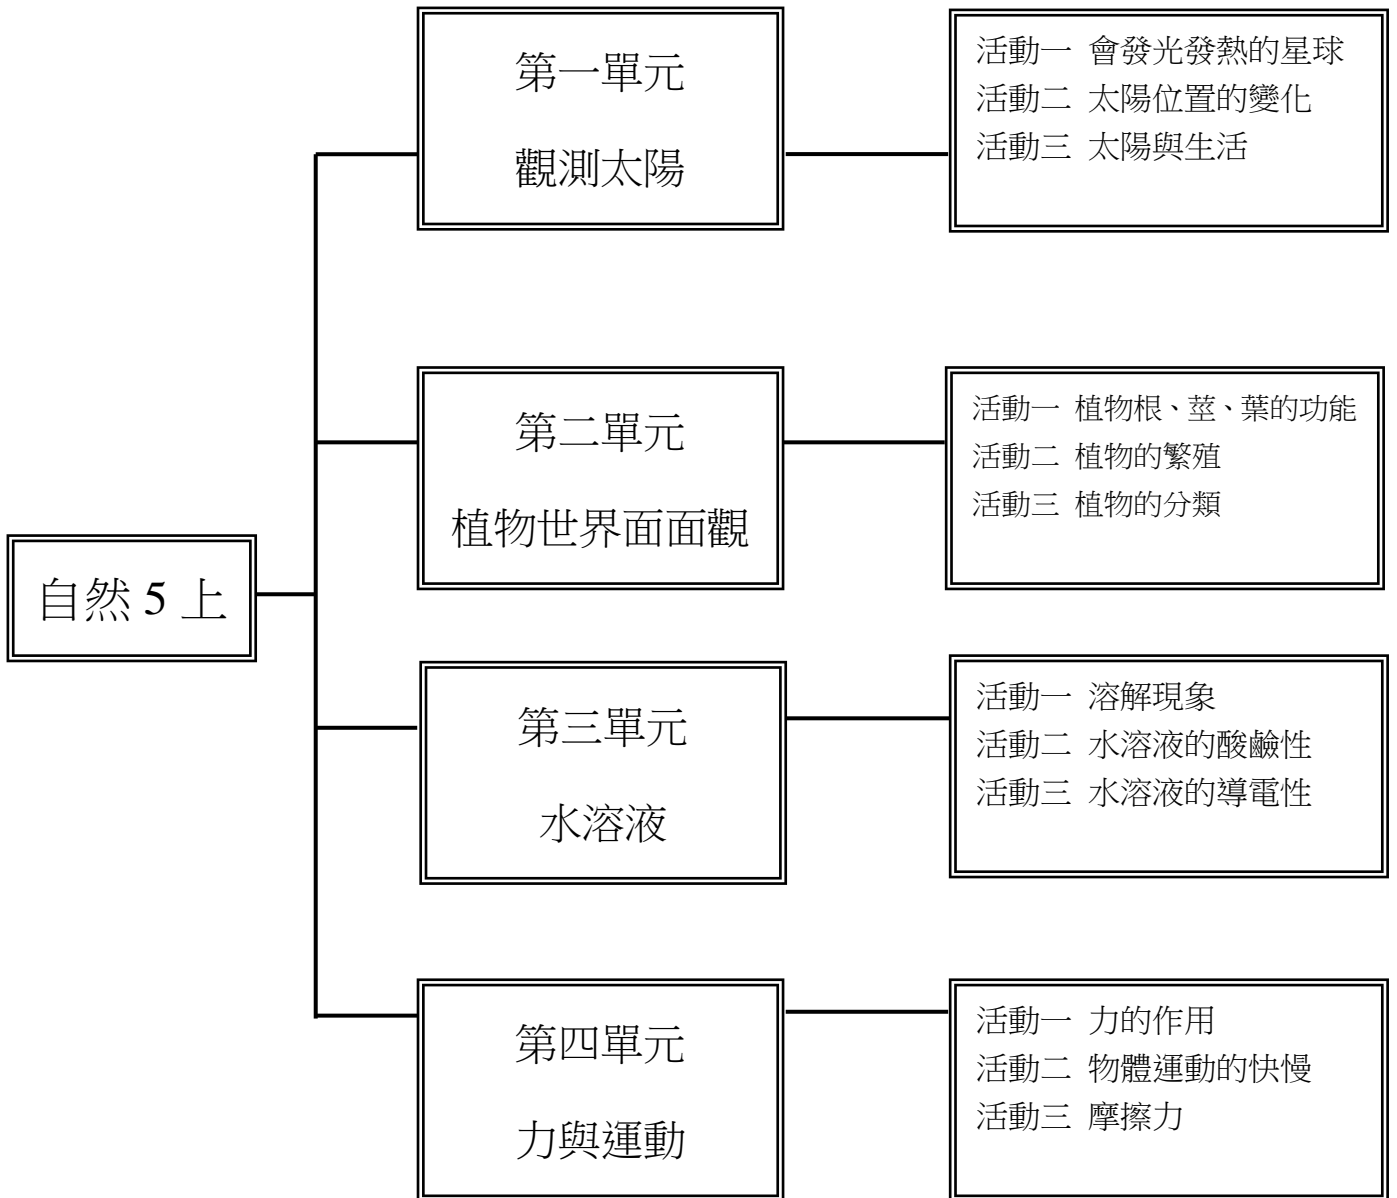 自然 5 上
第一單元
觀測太陽
活動一 會發光發熱的星球
活動二 太陽位置的變化
活動三 太陽與生活
第二單元
植物世界面面觀
活動一 植物根、莖、葉的功能
活動二 植物的繁殖
活動三 植物的分類
第三單元
水溶液
活動一 溶解現象
活動二 水溶液的酸鹼性
活動三 水溶液的導電性
第四單元
力與運動
活動一 力的作用
活動二 物體運動的快慢
活動三 摩擦力